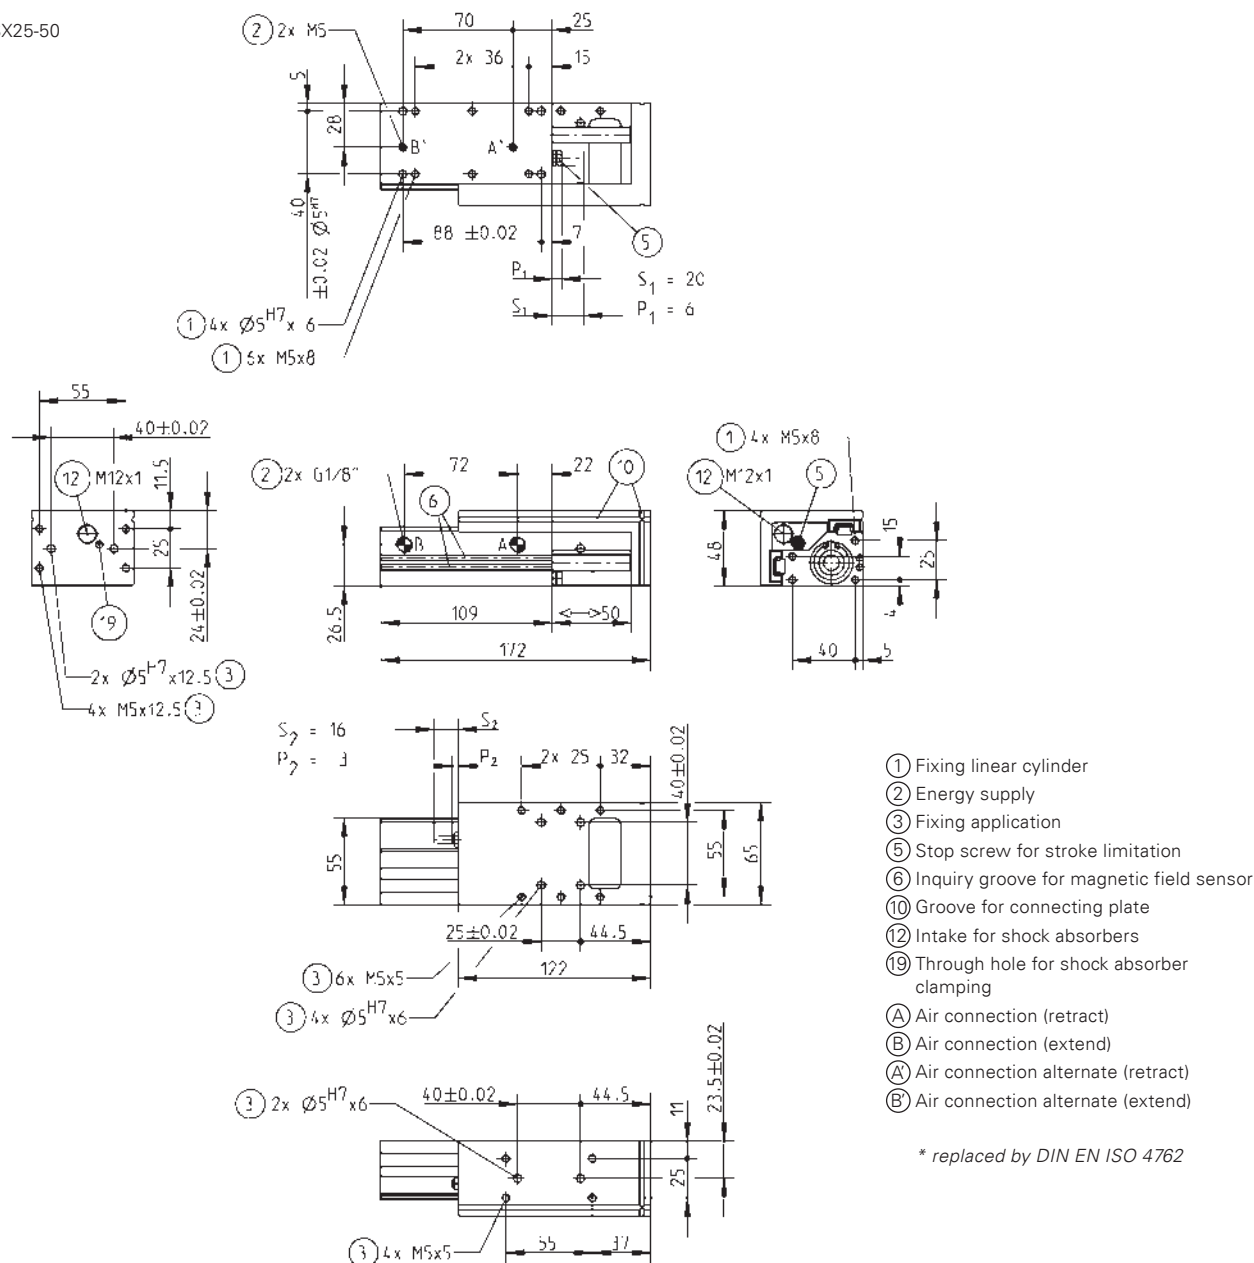 X25-50
② 2x M5
70
25
2x 36
15
5
28
B'
A'
40
±0.02 Ø5H7
88 ±0.02
7
⑤
P1
S1
S1 = 20
P1 = 6
① 4x Ø5H7 x 6
① 6x M5x8
55
40±0.02
⑫ M12x1
11.5
25
24±0.02
⑲
2x Ø5H7x12.5 ③
4x M5x12.5 ③
② 2x G1/8"
72
22
⑩
⑥
B
A
26.5
109
50
172
① 4x M5x8
⑫ M12x1
⑤
48
15
25
4
40
5
S2 = 16
P2 = 3
S2
P2
2x 25
32
40±0.02
55
55
65
25±0.02
44.5
122
③ 6x M5x5
③ 4x Ø5H7x6
③ 2x Ø5H7x6
40±0.02
44.5
11
23.5±0.02
25
③ 4x M5x5
55
37
① Fixing linear cylinder
② Energy supply
③ Fixing application
⑤ Stop screw for stroke limitation
⑥ Inquiry groove for magnetic field sensor
⑩ Groove for connecting plate
⑫ Intake for shock absorbers
⑲ Through hole for shock absorber
clamping
Ⓐ Air connection (retract)
Ⓑ Air connection (extend)
A' Air connection alternate (retract)
B' Air connection alternate (extend)
* replaced by DIN EN ISO 4762